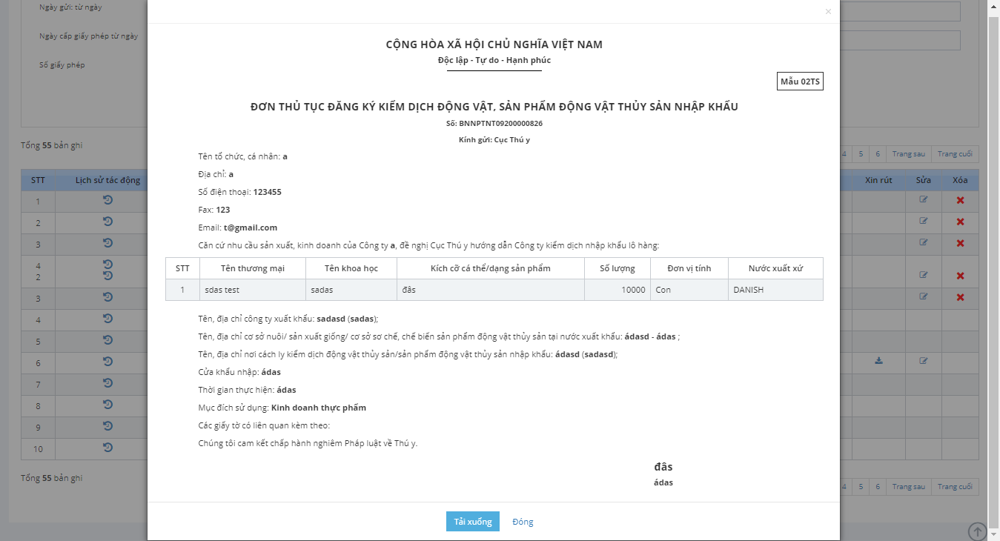 Ngày gửi: từ ngày
Ngày cấp giấy phép từ ngày
Số giấy phép
Tổng 55 bản ghi
STT Lịch sử tác động
1
2
3
4
2
3
4
5
6
7
8
9
10
Tổng 55 bản ghi
×
CỘNG HÒA XÃ HỘI CHỦ NGHĨA VIỆT NAM
Độc lập - Tự do - Hạnh phúc
Mẫu 02TS
ĐƠN THỦ TỤC ĐĂNG KÝ KIỂM DỊCH ĐỘNG VẬT, SẢN PHẨM ĐỘNG VẬT THỦY SẢN NHẬP KHẨU
Số: BNNPTNT09200000826
Kính gửi: Cục Thú y
Tên tổ chức, cá nhân: a
Địa chỉ: a
Số điện thoại: 123455
Fax: 123
Email: t@gmail.com
Căn cứ nhu cầu sản xuất, kinh doanh của Công ty a, đề nghị Cục Thú y hướng dẫn Công ty kiểm dịch nhập khẩu lô hàng:
STT Tên thương mại Tên khoa học Kích cỡ cá thể/dạng sản phẩm Số lượng Đơn vị tính Nước xuất xứ
1 sdas test sadas đâs 10000 Con DANISH
Tên, địa chỉ công ty xuất khẩu: sadasd (sadas);
Tên, địa chỉ cơ sở nuôi/ sản xuất giống/ cơ sở sơ chế, chế biến sản phẩm động vật thủy sản tại nước xuất khẩu: ádasd - ádas ;
Tên, địa chỉ nơi cách ly kiểm dịch động vật thủy sản/sản phẩm động vật thủy sản nhập khẩu: ádasd (sadasd);
Cửa khẩu nhập: ádas
Thời gian thực hiện: ádas
Mục đích sử dụng: Kinh doanh thực phẩm
Các giấy tờ có liên quan kèm theo:
Chúng tôi cam kết chấp hành nghiêm Pháp luật về Thú y.
đâs
ádas
Tải xuống Đóng
4 5 6 Trang sau Trang cuối
Xin rút Sửa Xóa
4 5 6 Trang sau Trang cuối